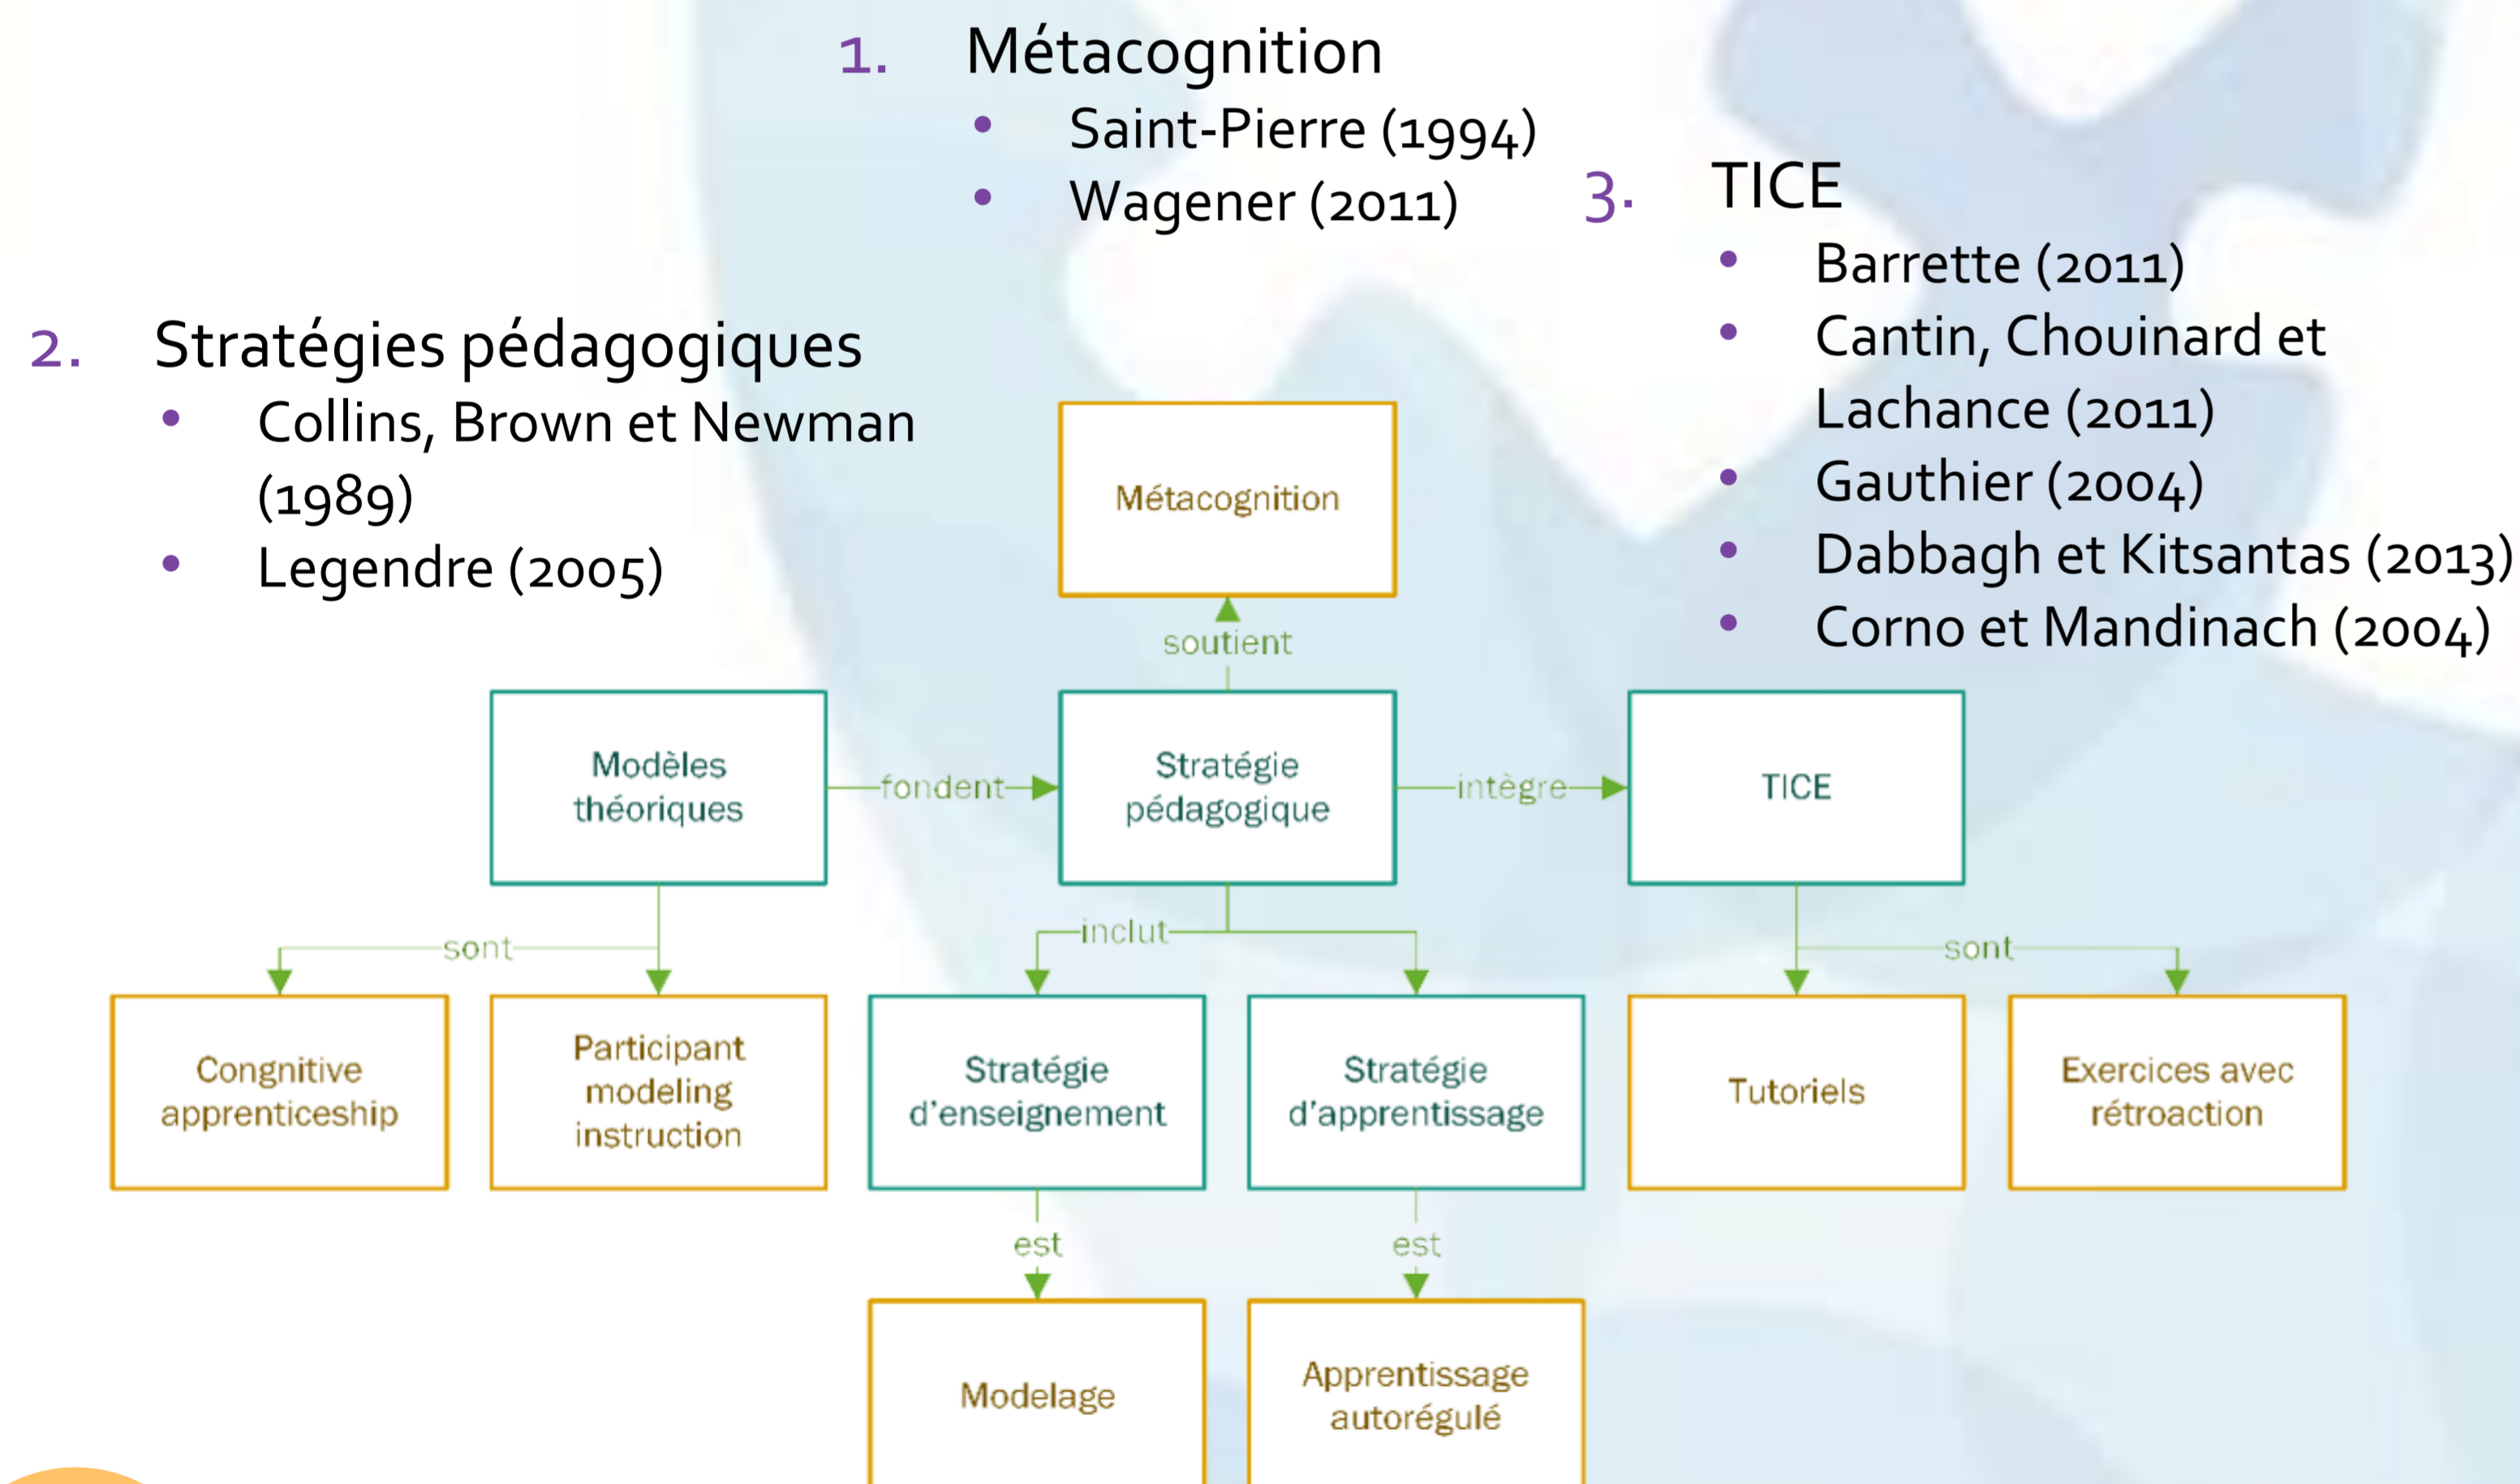 1. Métacognition
• Saint-Pierre (1994)
• Wagener (2011)
2. Stratégies pédagogiques
• Collins, Brown et Newman
(1989)
• Legendre (2005)
3. TICE
• Barrette (2011)
• Cantin, Chouinard et
Lachance (2011)
• Gauthier (2004)
• Dabbagh et Kitsantas (2013)
• Corno et Mandinach (2004)
Métacognition
soutient
Modèles
théoriques
fondent
Stratégie
pédagogique
intègre
TICE
sont
inclut
sont
Congnitive
apprenticeship
Participant
modeling
instruction
Stratégie
d'enseignement
Stratégie
d'apprentissage
Tutoriels
Exercices avec
rétroaction
est
est
Modelage
Apprentissage
autorégulé